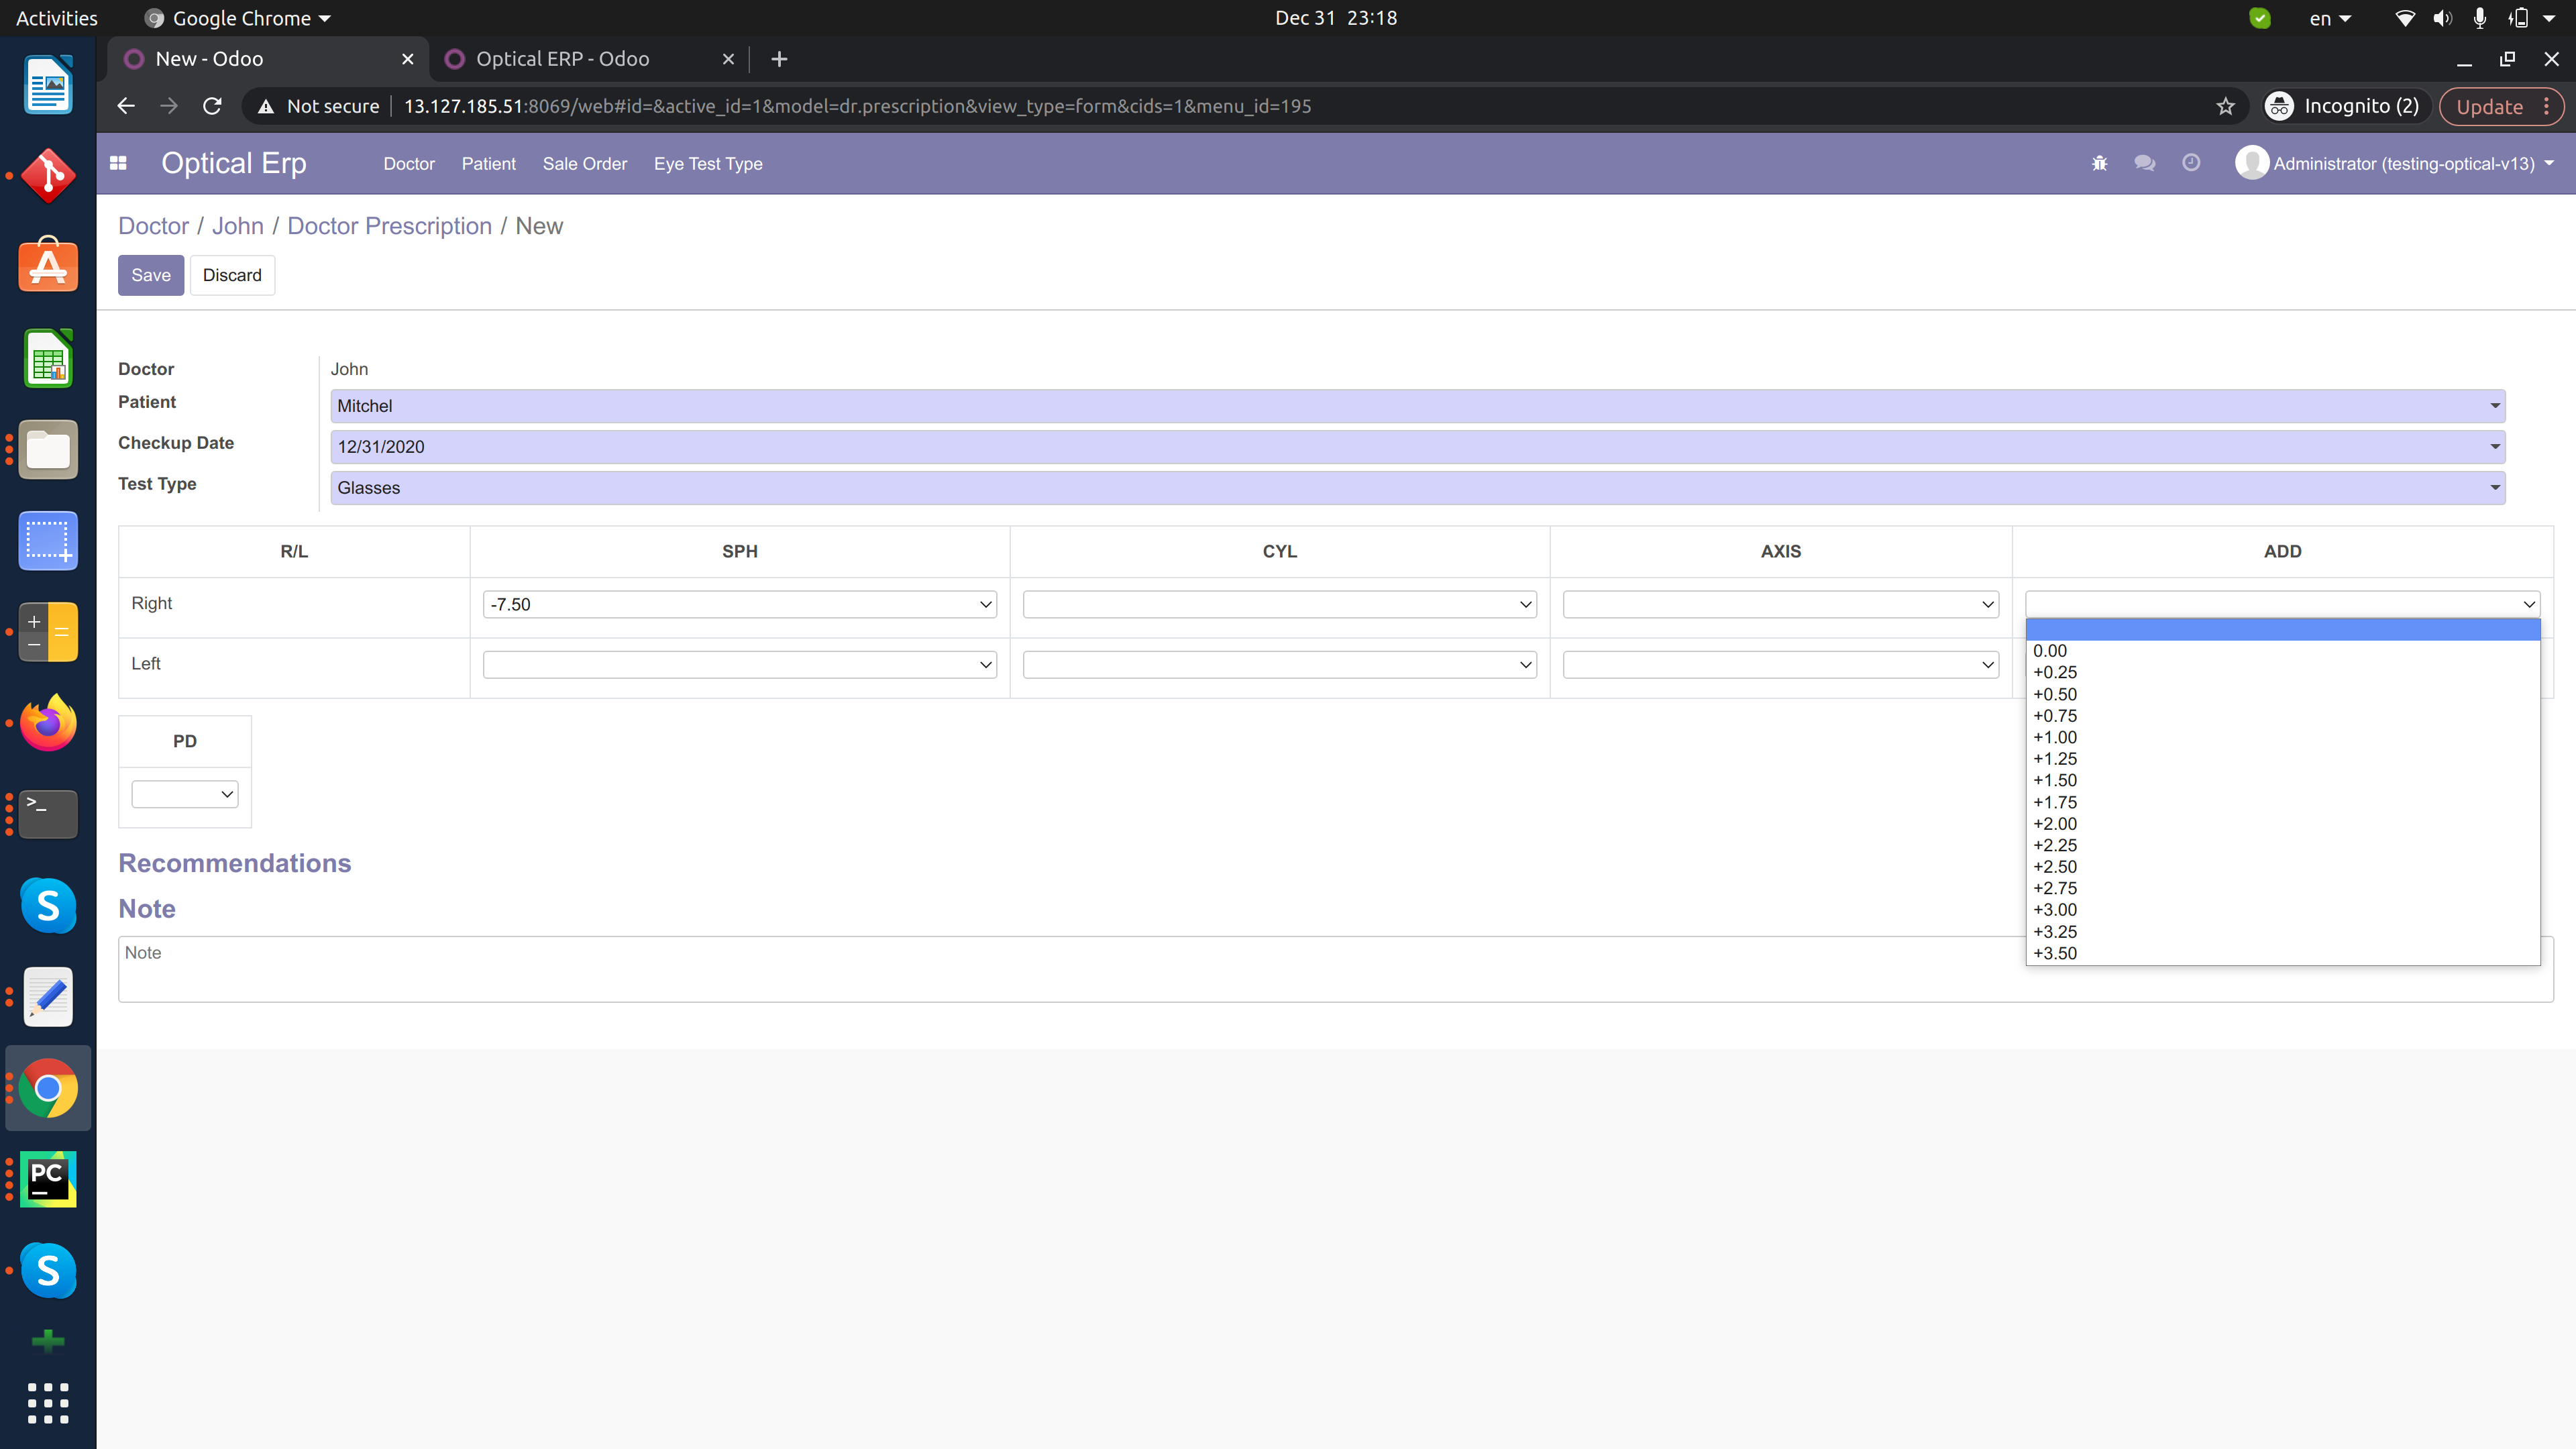 Activities Google Chrome Dec 31 23:18 en
New - Odoo Optical ERP - Odoo
Not secure 13.127.185.51:8069/web#id=&active_id=1&model=dr.prescription&view_type=form&cids=1&menu_id=195 Incognito (2) Update
Optical Erp Doctor Patient Sale Order Eye Test Type Administrator (testing-optical-v13)
Doctor / John / Doctor Prescription / New
Save Discard
Doctor John
Patient Mitchel
Checkup Date 12/31/2020
Test Type Glasses
R/L SPH CYL AXIS ADD
Right -7.50
Left
0.00
+0.25
+0.50
+0.75
+1.00
+1.25
+1.50
+1.75
+2.00
+2.25
+2.50
+2.75
+3.00
+3.25
+3.50
PD
Recommendations
Note
Note
PC